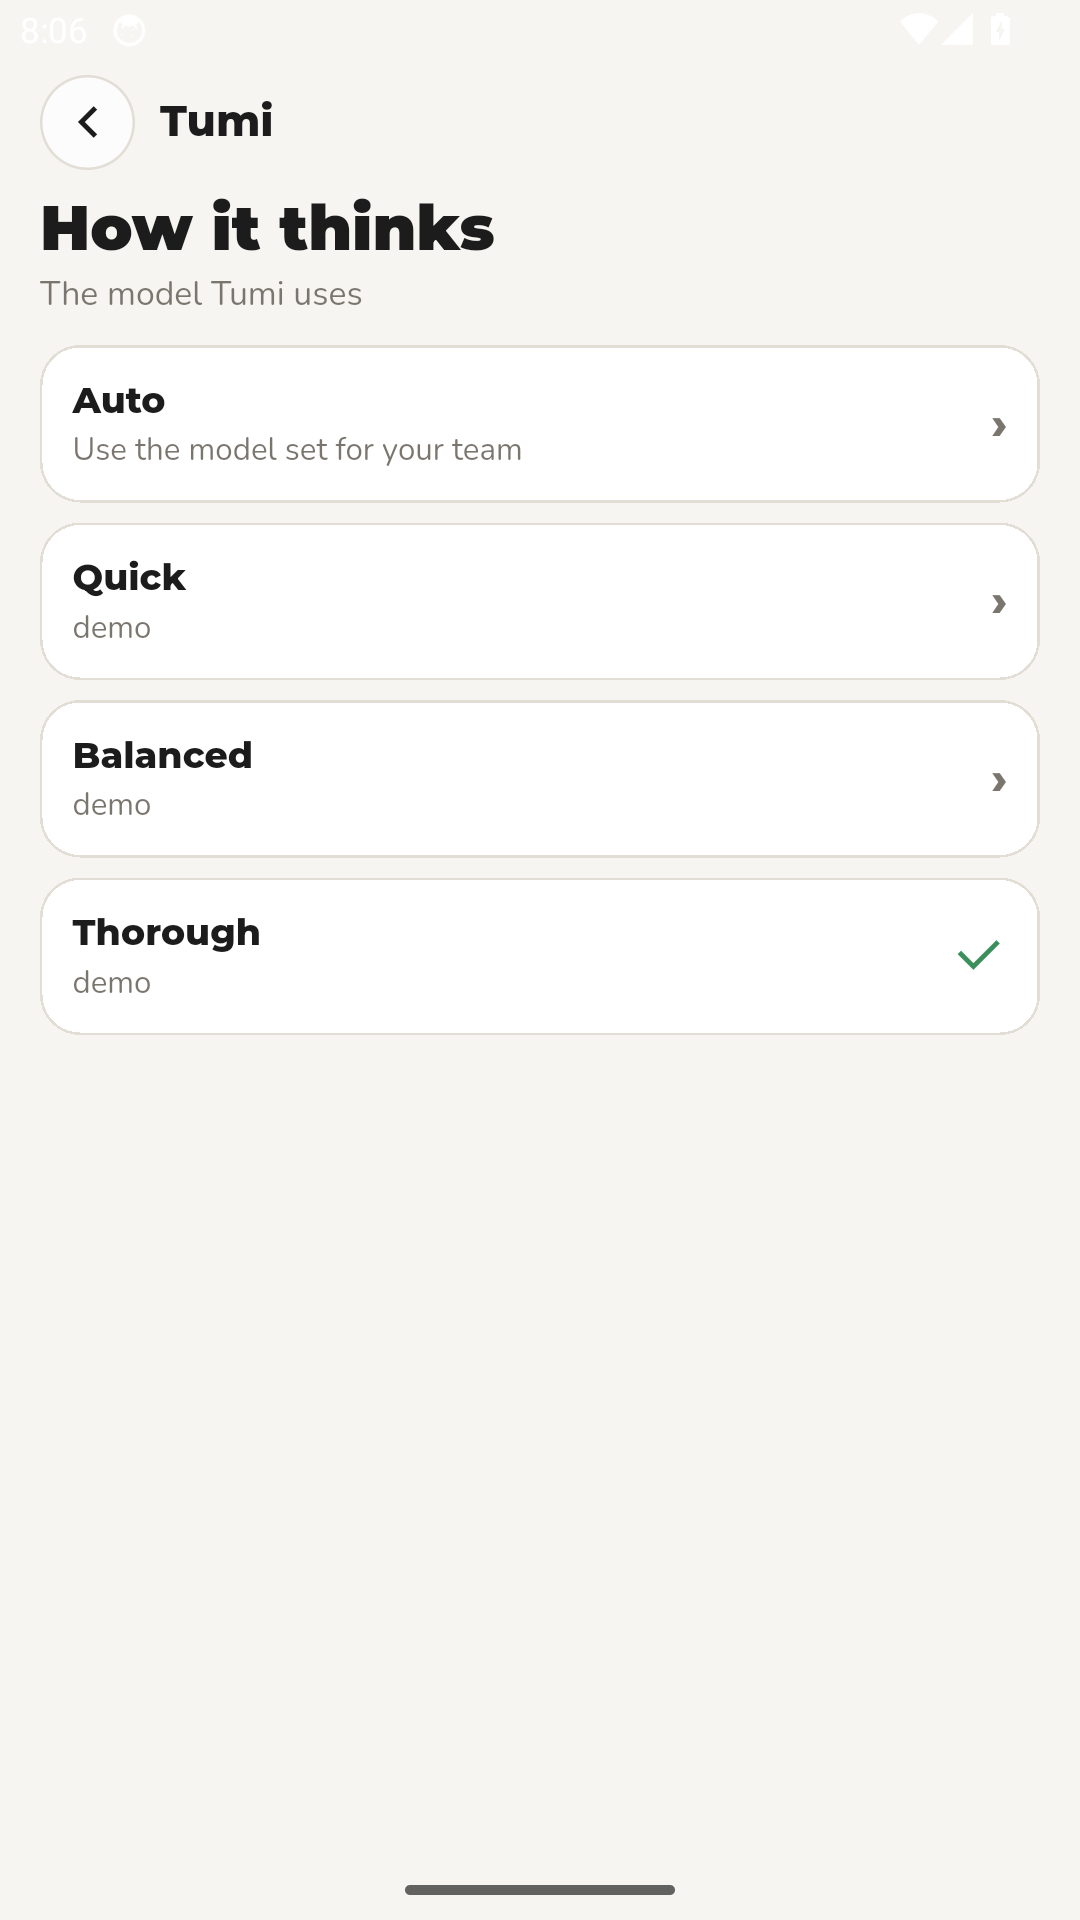 8:06
Tumi
How it thinks
The model Tumi uses
Auto
Use the model set for your team
Quick
demo
Balanced
demo
Thorough
demo